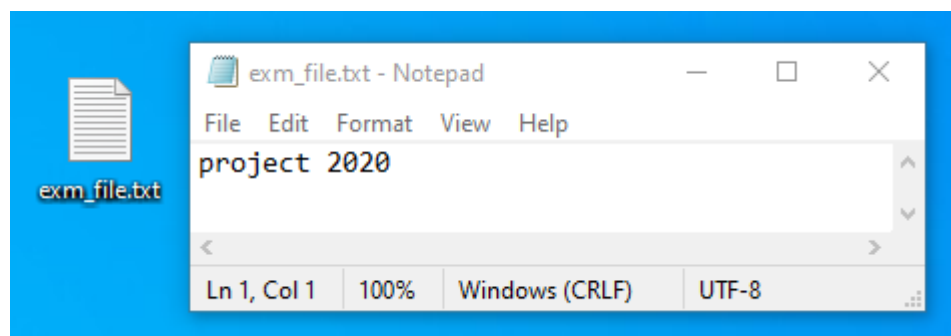 exm_file.txt - Notepad
File Edit Format View Help
project 2020
exm_file.txt
Ln 1, Col 1 100% Windows (CRLF) UTF-8